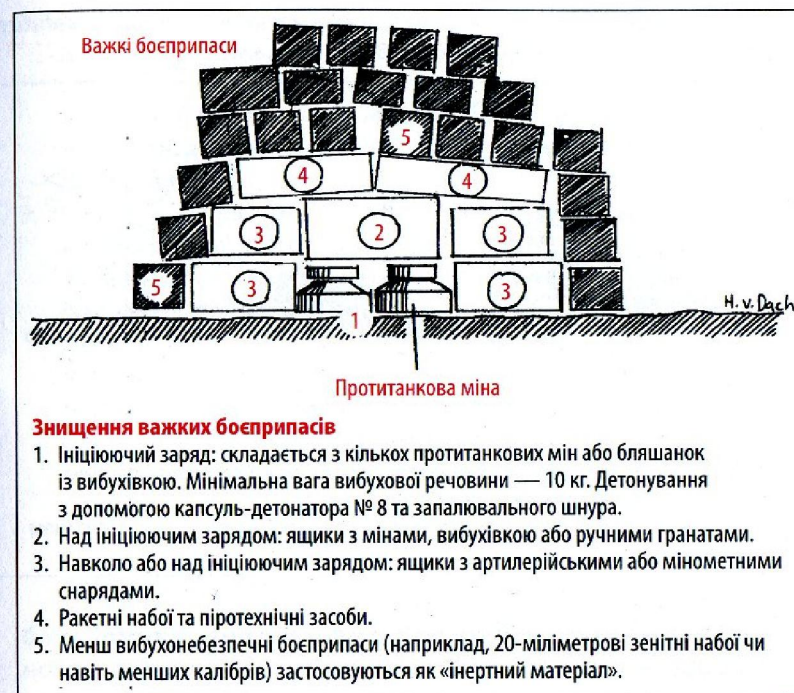 Важкі боєприпаси
5
4
4
3
2
3
5
3
3
1
H. v. Dach
Протитанкова міна
Знищення важких боєприпасів
1. Ініціюючий заряд: складається з кількох протитанкових мін або бляшанок
із вибухівкою. Мінімальна вага вибухової речовини — 10 кг. Детонування
з допомогою капсуль-детонатора № 8 та запалювального шнура.
2. Над ініціюючим зарядом: ящики з мінами, вибухівкою або ручними гранатами.
3. Навколо або над ініціюючим зарядом: ящики з артилерійськими або мінометними
снарядами.
4. Ракетні набої та піротехнічні засоби.
5. Менш вибухонебезпечні боєприпаси (наприклад, 20-міліметрові зенітні набої чи
навіть менших калібрів) застосовуються як «інертний матеріал».